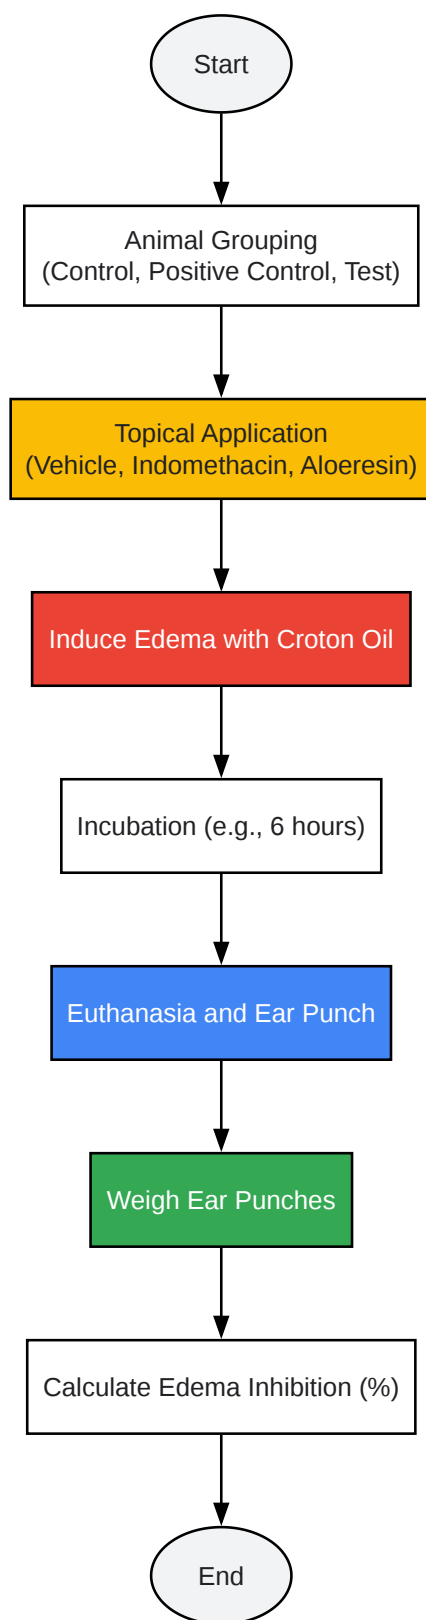 Start
Animal Grouping
(Control, Positive Control, Test)
Topical Application
(Vehicle, Indomethacin, Aloeresin)
Induce Edema with Croton Oil
Incubation (e.g., 6 hours)
Euthanasia and Ear Punch
Weigh Ear Punches
Calculate Edema Inhibition (%)
End